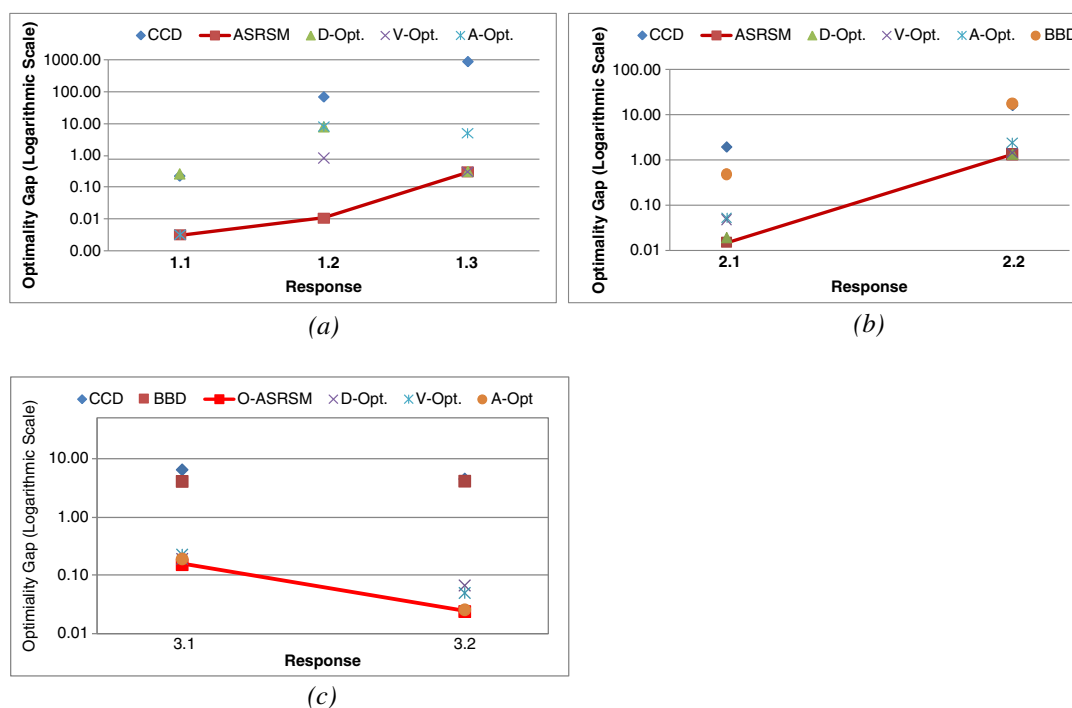 CCD ASRSM D-Opt. V-Opt. A-Opt.
Optimality Gap (Logarithmic Scale)
1000.00
100.00
10.00
1.00
0.10
0.01
0.00
1.1 1.2 1.3
Response
(a)
CCD ASRSM D-Opt. V-Opt. A-Opt. BBD
Optimality Gap (Logarithmic Scale)
100.00
10.00
1.00
0.10
0.01
2.1 2.2
Response
(b)
CCD BBD O-ASRSM D-Opt. V-Opt. A-Opt
Optimiality Gap (Logarithmic Scale)
10.00
1.00
0.10
0.01
3.1 3.2
Response
(c)